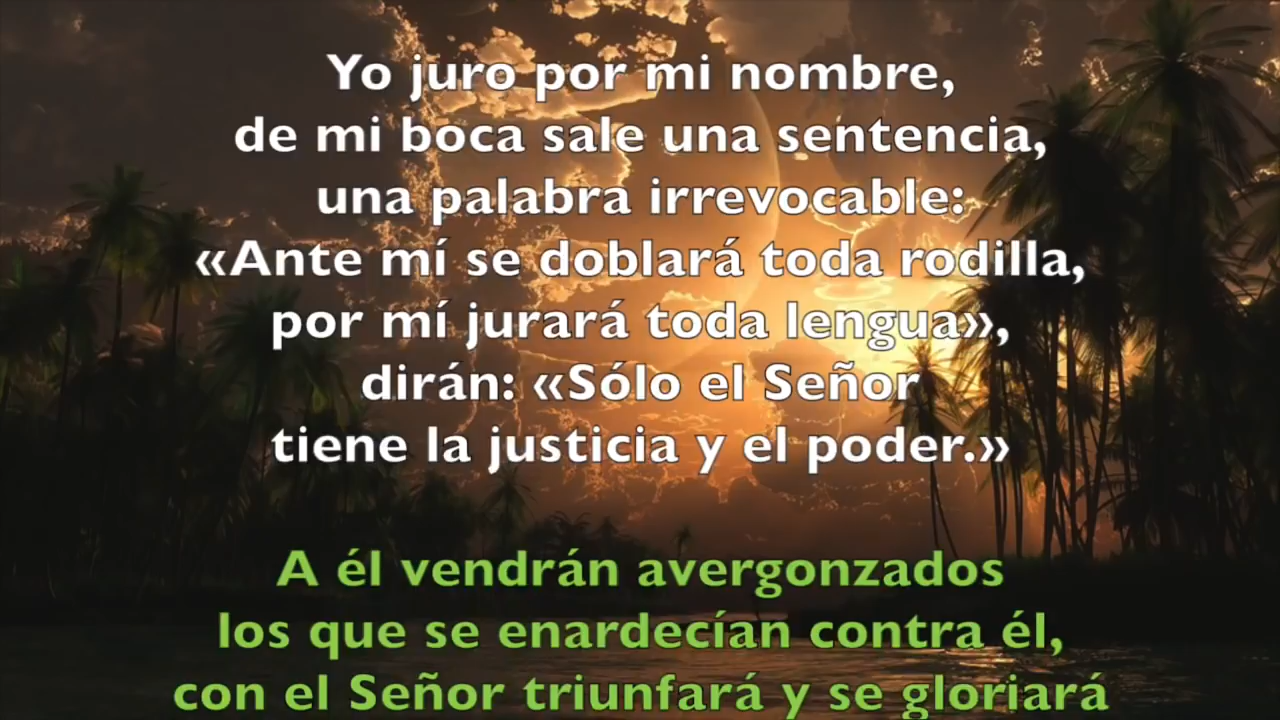 Yo juro por mi nombre,
de mi boca sale una sentencia,
una palabra irrevocable:
«Ante mí se doblará toda rodilla,
por mí jurará toda lengua»,
dirán: «Sólo el Señor
tiene la justicia y el poder.»
A él vendrán avergonzados
los que se enardecían contra él,
con el Señor triunfará y se gloriará